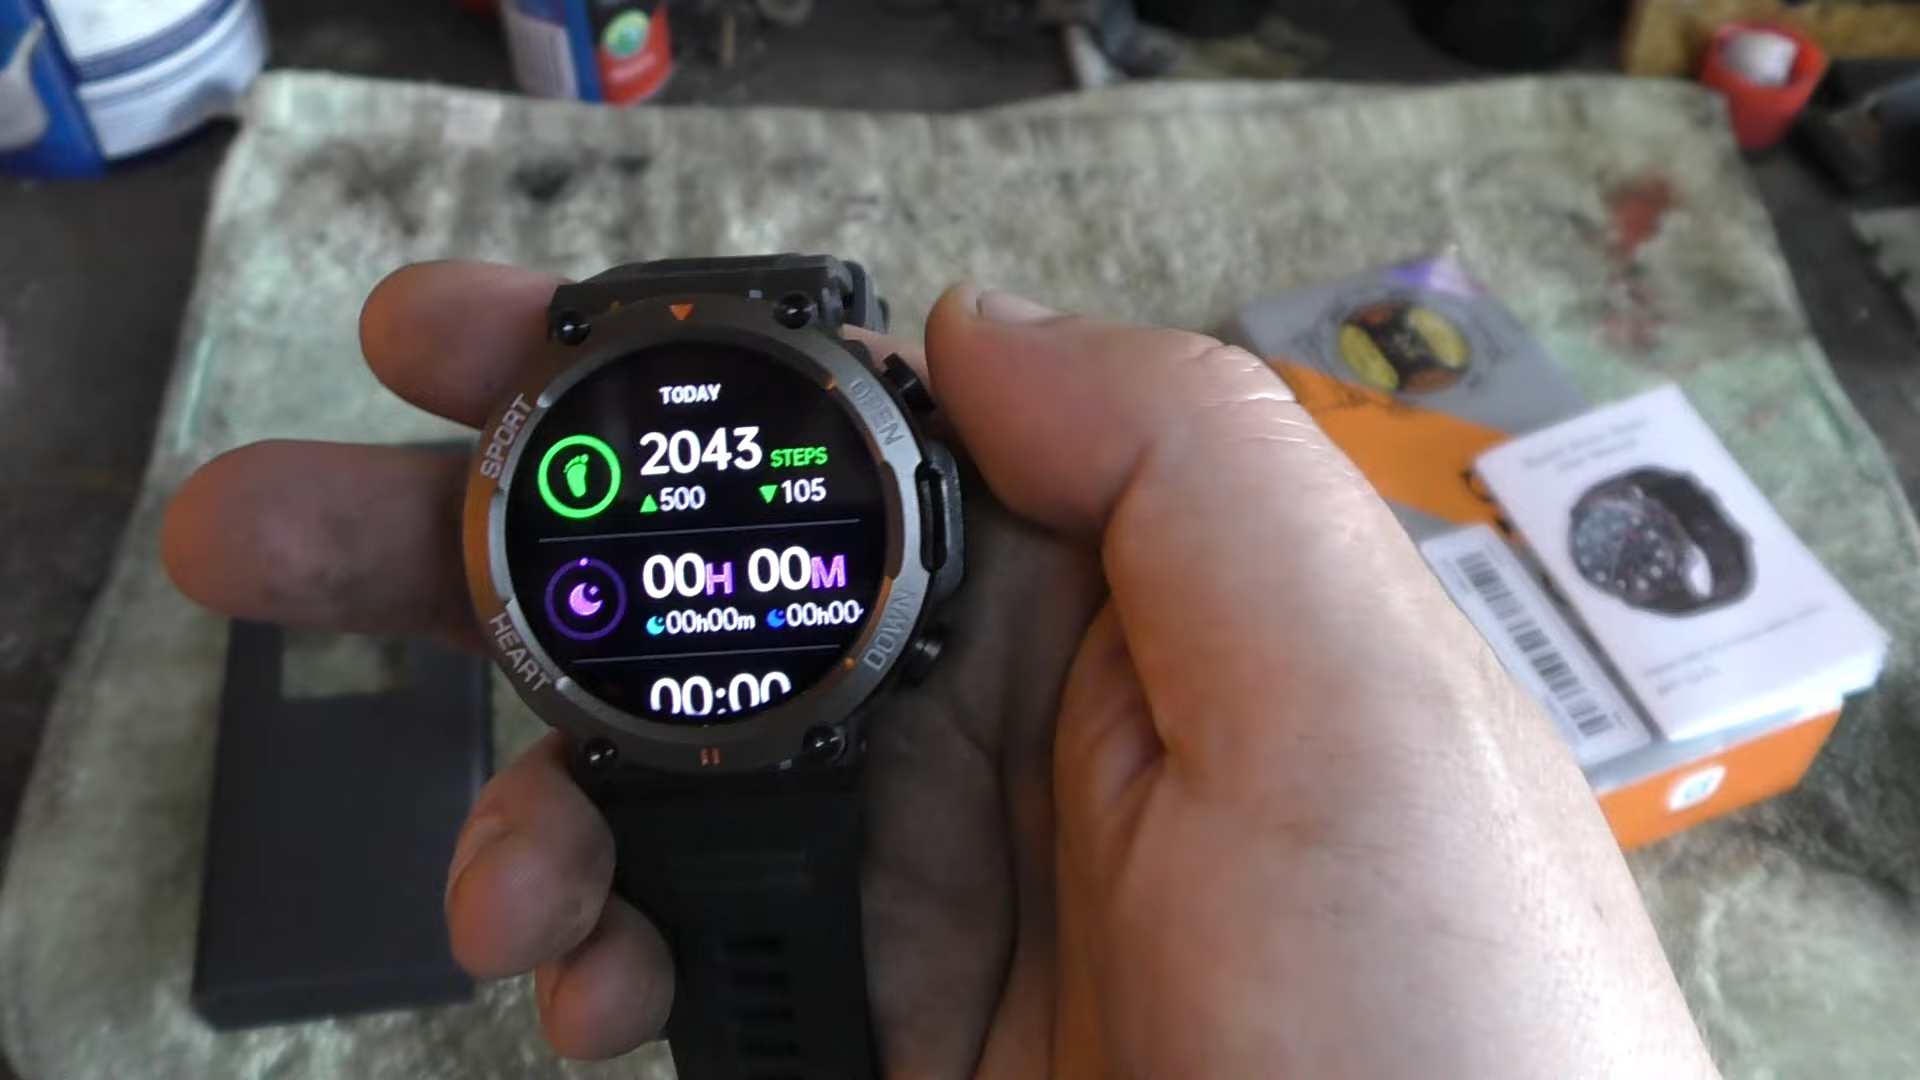 TODAY
2043 STEPS
▲500 ▼105
00H 00M
00h00m 00h00
00:00
SPORT
OPEN
HEART
DOWN